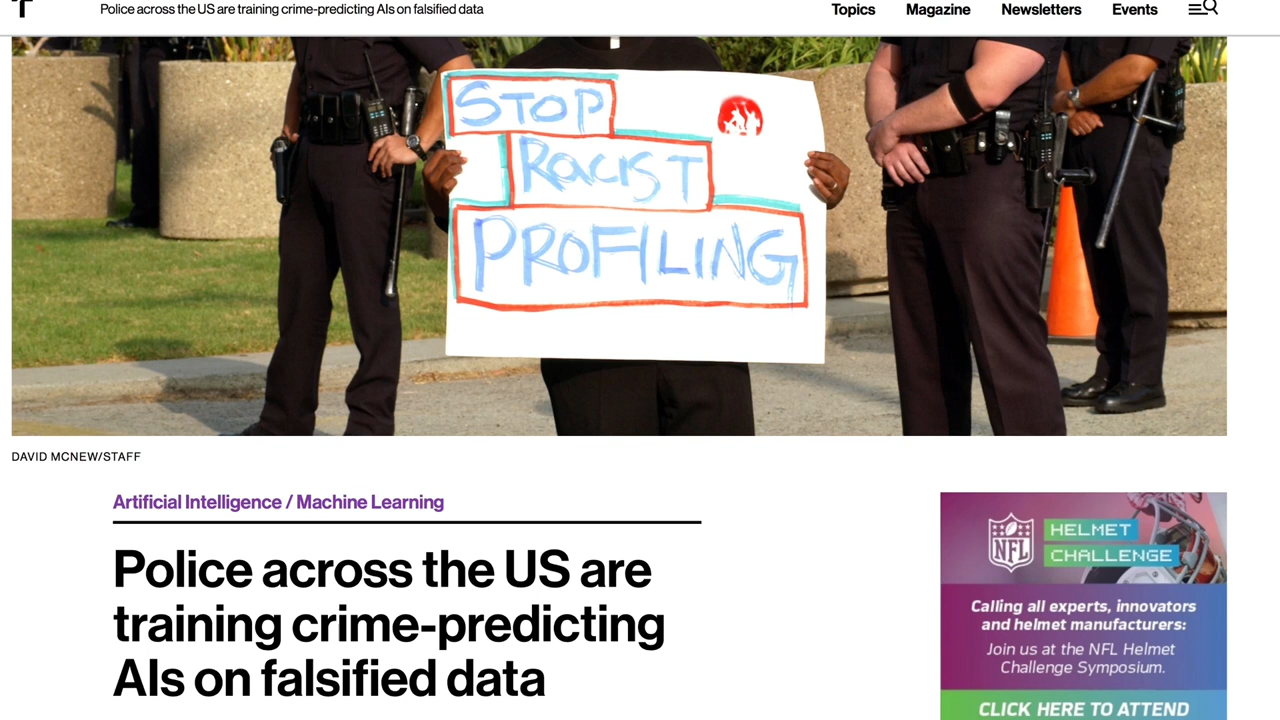 Police across the US are training crime-predicting AIs on falsified data
Topics
Magazine
Newsletters
Events
STOP
RACIST
PROFILING
DAVID MCNEW/STAFF
Artificial Intelligence / Machine Learning
Police across the US are
training crime-predicting
AIs on falsified data
NFL
HELMET
CHALLENGE
Calling all experts, innovators
and helmet manufacturers:
Join us at the NFL Helmet
Challenge Symposium.
CLICK HERE TO ATTEND